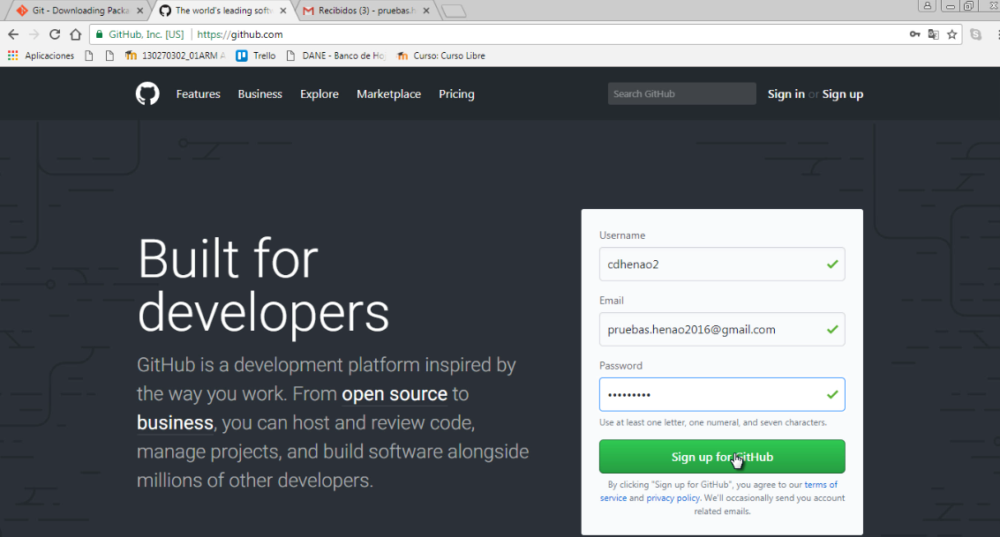 Git - Downloading Packa
The world's leading softw
Recibidos (3) - pruebas.h
GitHub, Inc. [US] | https://github.com
Aplicaciones
130270302_01ARM A
Trello
DANE - Banco de Ho
Curso: Curso Libre
Features
Business
Explore
Marketplace
Pricing
Search GitHub
Sign in or Sign up
Built for
developers
GitHub is a development platform inspired by
the way you work. From open source to
business, you can host and review code,
manage projects, and build software alongside
millions of other developers.
Username
cdhenao2
Email
pruebas.henao2016@gmail.com
Password
•••••••••
Use at least one letter, one numeral, and seven characters.
Sign up for GitHub
By clicking "Sign up for GitHub", you agree to our terms of
service and privacy policy. We'll occasionally send you account
related emails.